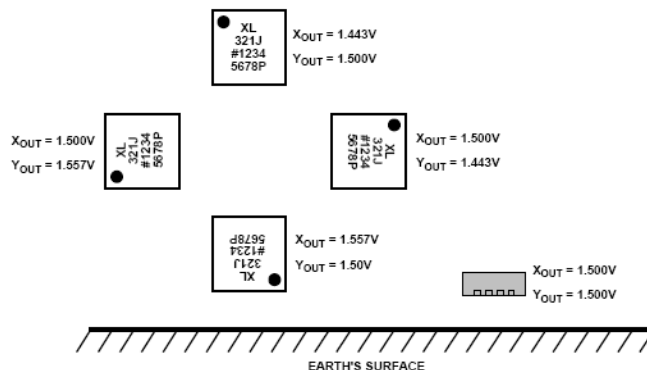 XL
321J
#1234
5678P
XOUT = 1.443V
YOUT = 1.500V
XOUT = 1.500V
YOUT = 1.557V
XL
321J
#1234
5678P
XL
321J
#1234
5678P
XOUT = 1.500V
YOUT = 1.443V
XL
321J
#1234
5678P
XOUT = 1.557V
YOUT = 1.50V
XOUT = 1.500V
YOUT = 1.500V
EARTH'S SURFACE